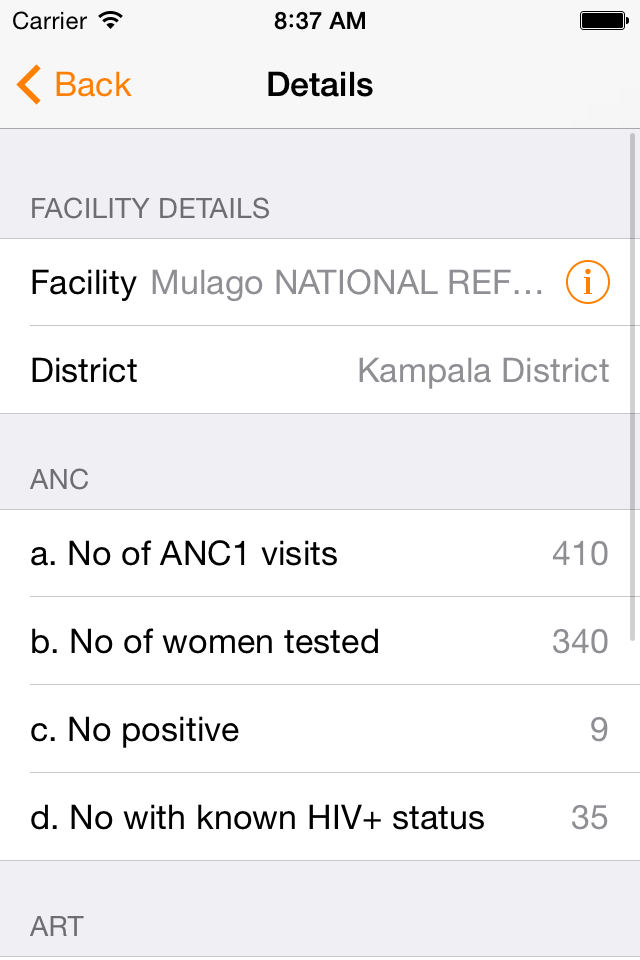 Carrier 8:37 AM
Back Details
FACILITY DETAILS
Facility Mulago NATIONAL REF... i
District Kampala District
ANC
a. No of ANC1 visits 410
b. No of women tested 340
c. No positive 9
d. No with known HIV+ status 35
ART